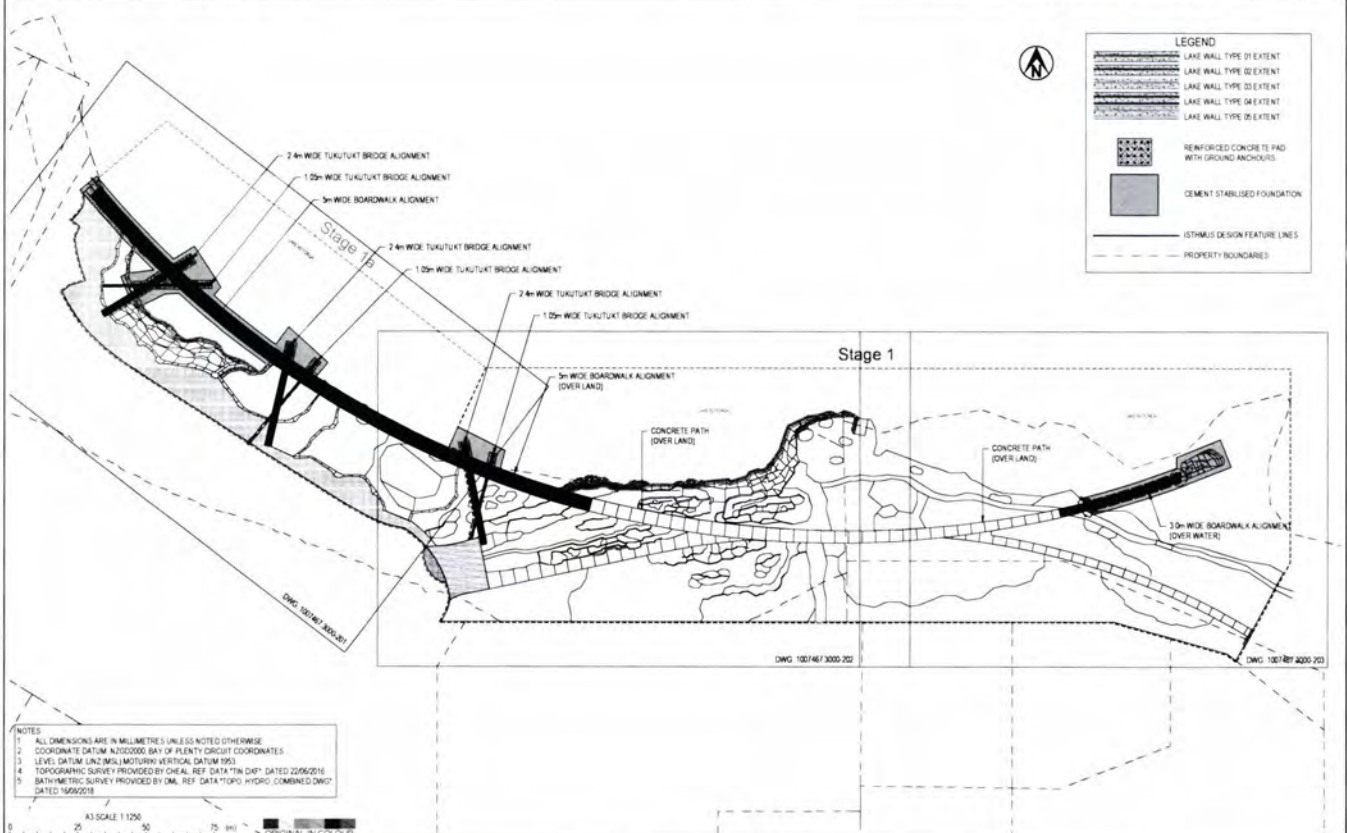 LEGEND
LAKE WALL TYPE 01 EXTENT
LAKE WALL TYPE 02 EXTENT
LAKE WALL TYPE 03 EXTENT
LAKE WALL TYPE 04 EXTENT
LAKE WALL TYPE 05 EXTENT
REINFORCED CONCRETE PAD
WITH GROUND ANCHOURS
CEMENT STABILISED FOUNDATION
ISTHMUS DESIGN FEATURE LINES
PROPERTY BOUNDARIES
N
2.4m WIDE TUKUTUKT BRIDGE ALIGNMENT
1.05m WIDE TUKUTUKT BRIDGE ALIGNMENT
5m WIDE BOARDWALK ALIGNMENT
Stage 1a
2.4m WIDE TUKUTUKT BRIDGE ALIGNMENT
1.05m WIDE TUKUTUKT BRIDGE ALIGNMENT
2.4m WIDE TUKUTUKT BRIDGE ALIGNMENT
1.05m WIDE TUKUTUKT BRIDGE ALIGNMENT
Stage 1
5m WIDE BOARDWALK ALIGNMENT
(OVER LAND)
CONCRETE PATH
(OVER LAND)
CONCRETE PATH
(OVER LAND)
3.0m WIDE BOARDWALK ALIGNMENT
(OVER WATER)
DWG. 1007467.3000-201
DWG. 1007467.3000-202
DWG. 1007467.3000-203
NOTES
1 ALL DIMENSIONS ARE IN MILLIMETRES UNLESS NOTED OTHERWISE
2 COORDINATE DATUM NZGD2000, BAY OF PLENTY CIRCUIT COORDINATES
3 LEVEL DATUM LINZ (MSL) MOTURIKI VERTICAL DATUM 1953
4 TOPOGRAPHIC SURVEY PROVIDED BY CHEAL, REF. DATA "TIN DXF". DATED 22/06/2016
5 BATHYMETRIC SURVEY PROVIDED BY DML, REF. DATA "TOPO_HYDRO_COMBINED.DWG".
DATED 16/08/2018
A3 SCALE 1:1250
0 25 50 75 (m)
ORIGINAL IN COLOUR